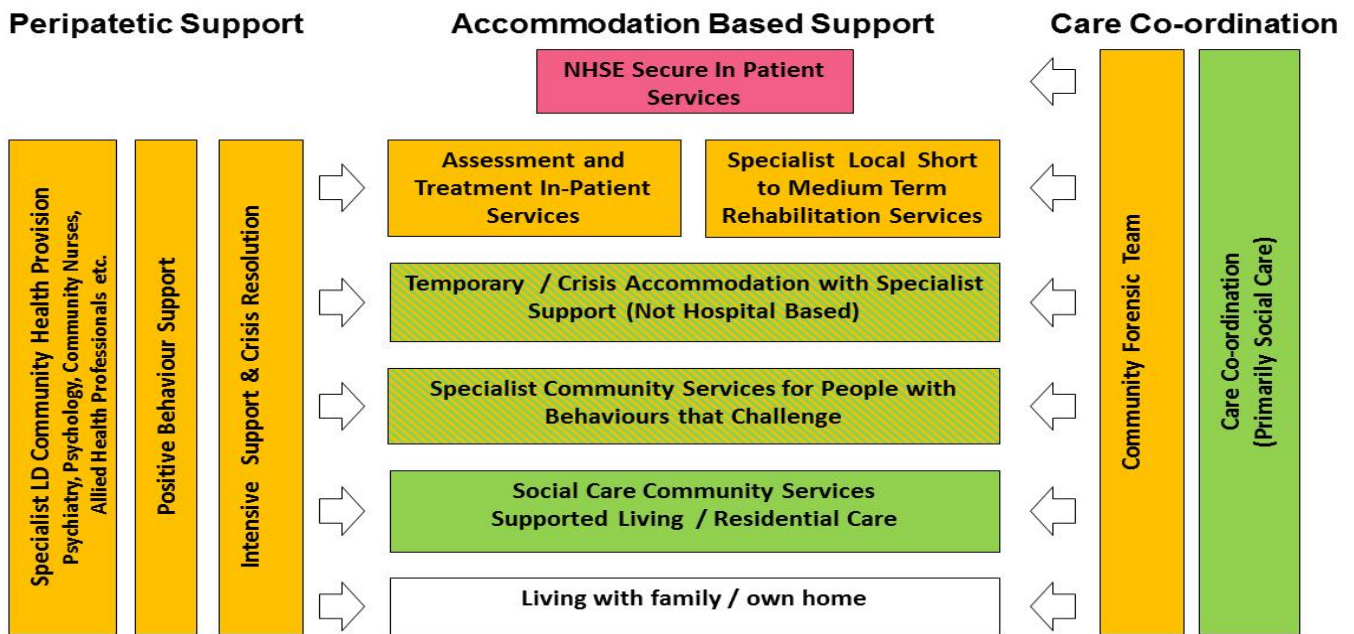 Peripatetic Support
Accommodation Based Support
Care Co-ordination
NHSE Secure In Patient
Services
Specialist LD Community Health Provision
Psychiatry, Psychology, Community Nurses,
Allied Health Professionals etc.
Positive Behaviour Support
Intensive Support & Crisis Resolution
Assessment and
Treatment In-Patient
Services
Specialist Local Short
to Medium Term
Rehabilitation Services
Temporary / Crisis Accommodation with Specialist
Support (Not Hospital Based)
Specialist Community Services for People with
Behaviours that Challenge
Social Care Community Services
Supported Living / Residential Care
Living with family / own home
Community Forensic Team
Care Co-ordination
(Primarily Social Care)